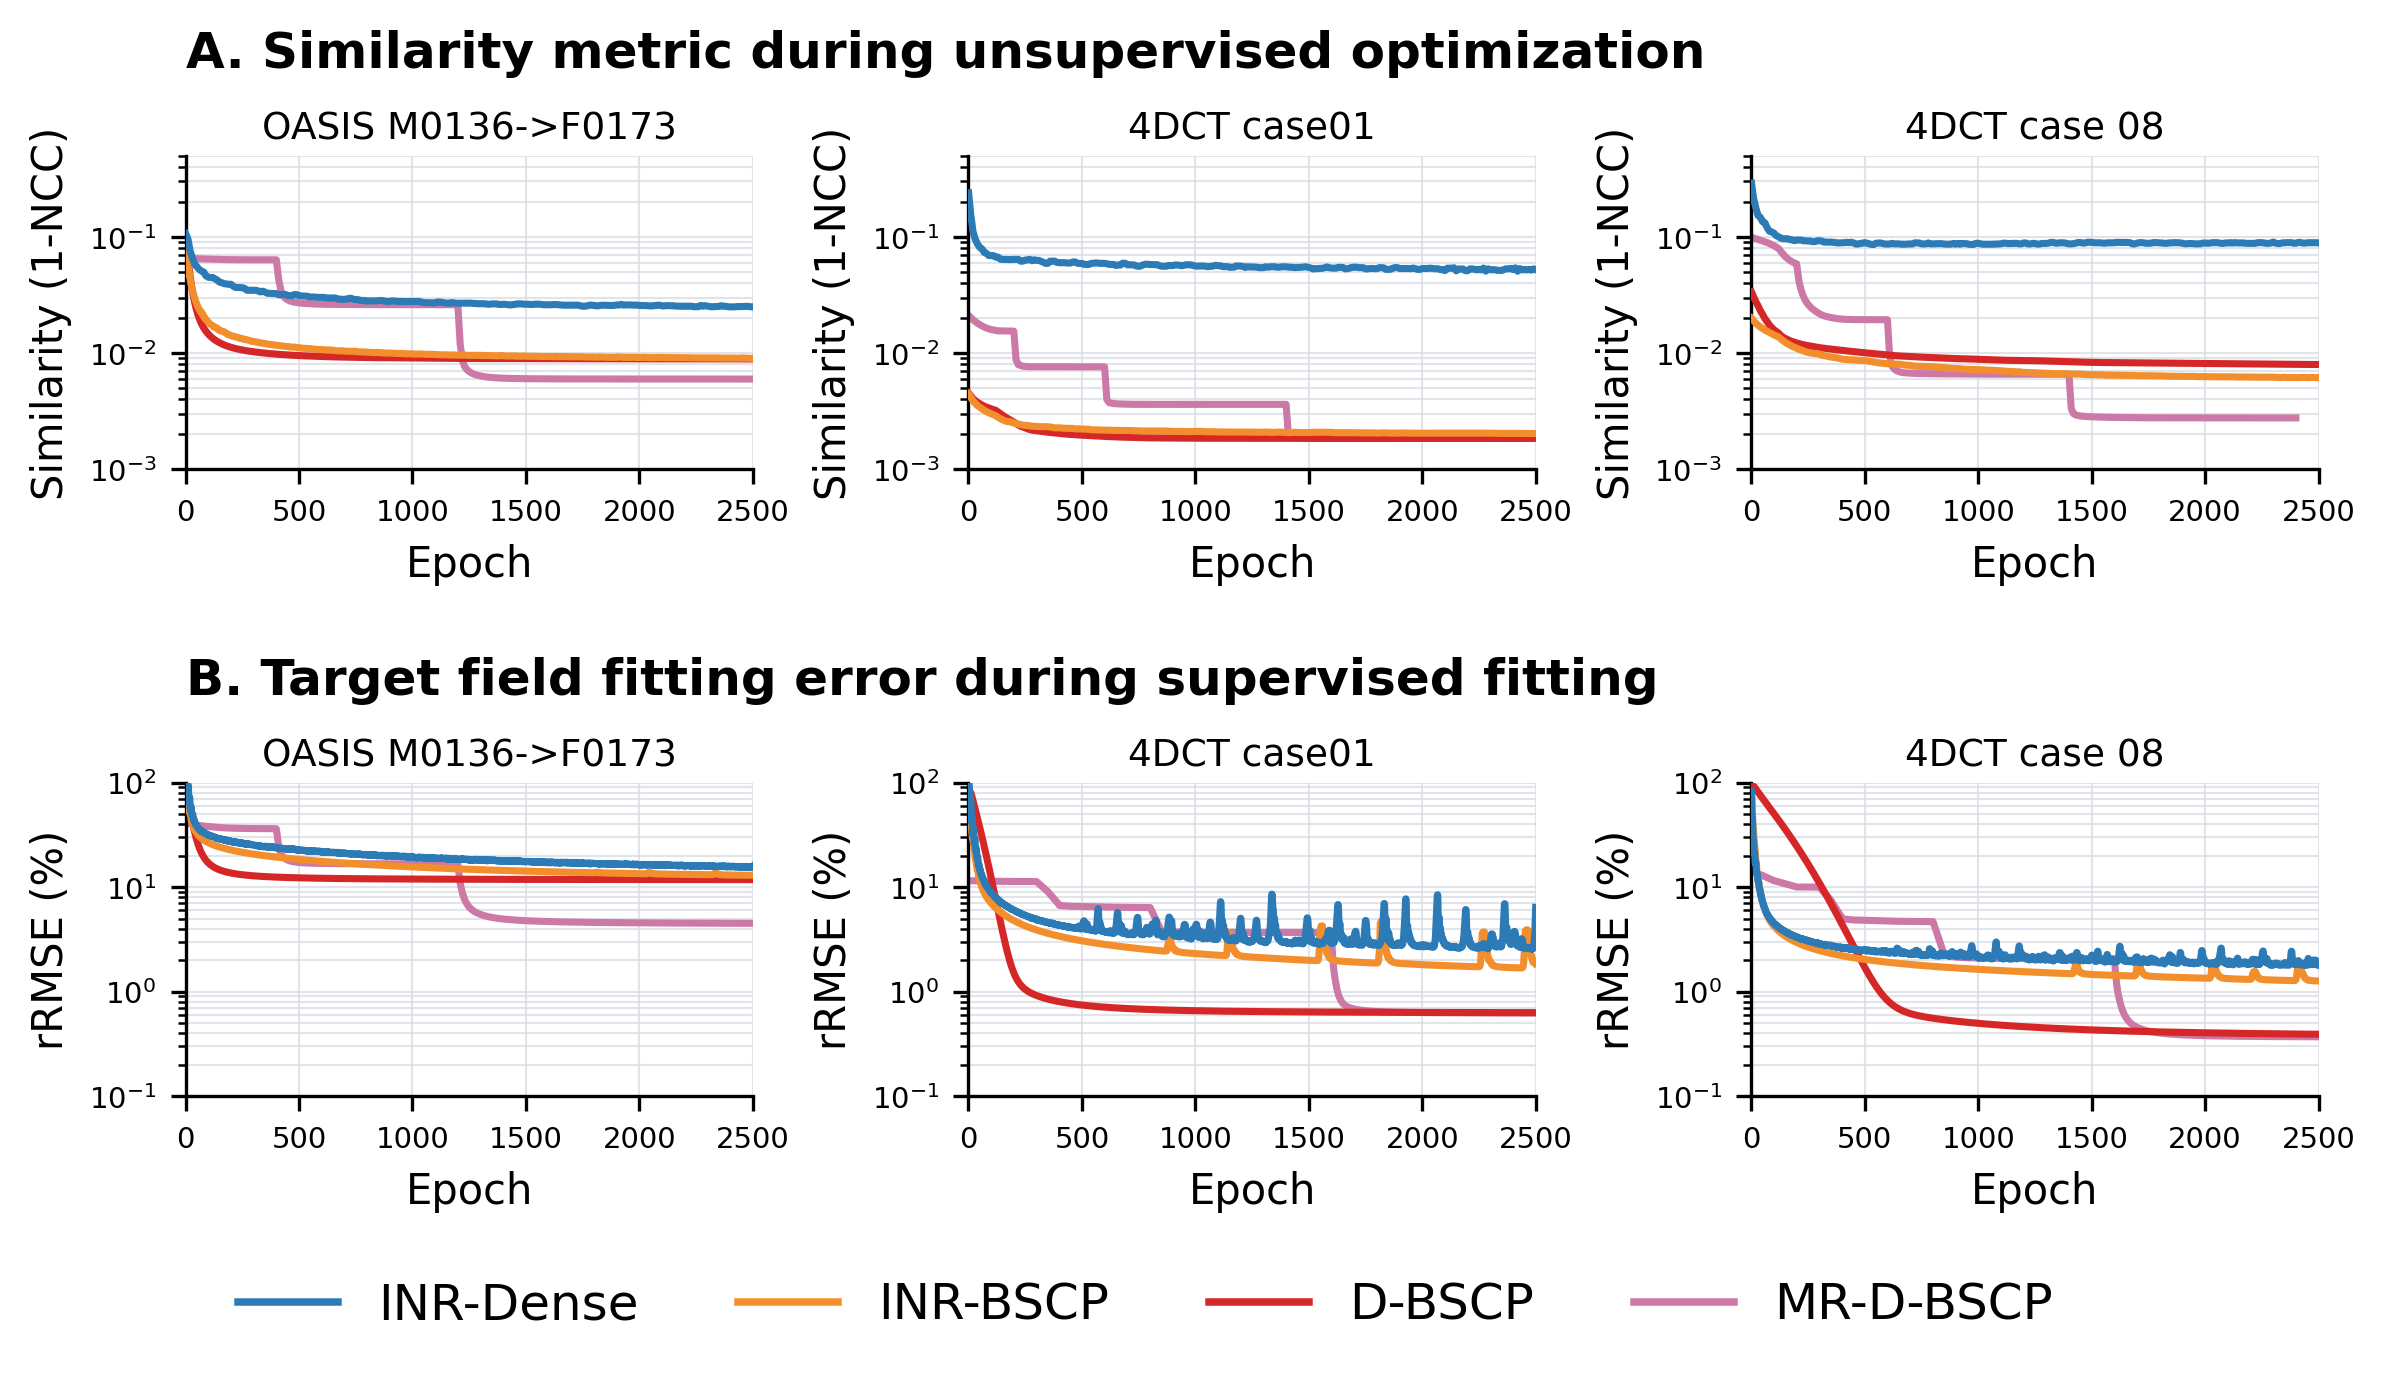 A. Similarity metric during unsupervised optimization
OASIS M0136->F0173
4DCT case01
4DCT case 08
Similarity (1-NCC)
10⁻¹
10⁻²
10⁻³
0 500 1000 1500 2000 2500
Epoch
Similarity (1-NCC)
10⁻¹
10⁻²
10⁻³
0 500 1000 1500 2000 2500
Epoch
Similarity (1-NCC)
10⁻¹
10⁻²
10⁻³
0 500 1000 1500 2000 2500
Epoch
B. Target field fitting error during supervised fitting
OASIS M0136->F0173
4DCT case01
4DCT case 08
rRMSE (%)
10²
10¹
10⁰
10⁻¹
0 500 1000 1500 2000 2500
Epoch
rRMSE (%)
10²
10¹
10⁰
10⁻¹
0 500 1000 1500 2000 2500
Epoch
rRMSE (%)
10²
10¹
10⁰
10⁻¹
0 500 1000 1500 2000 2500
Epoch
INR-Dense INR-BSCP D-BSCP MR-D-BSCP